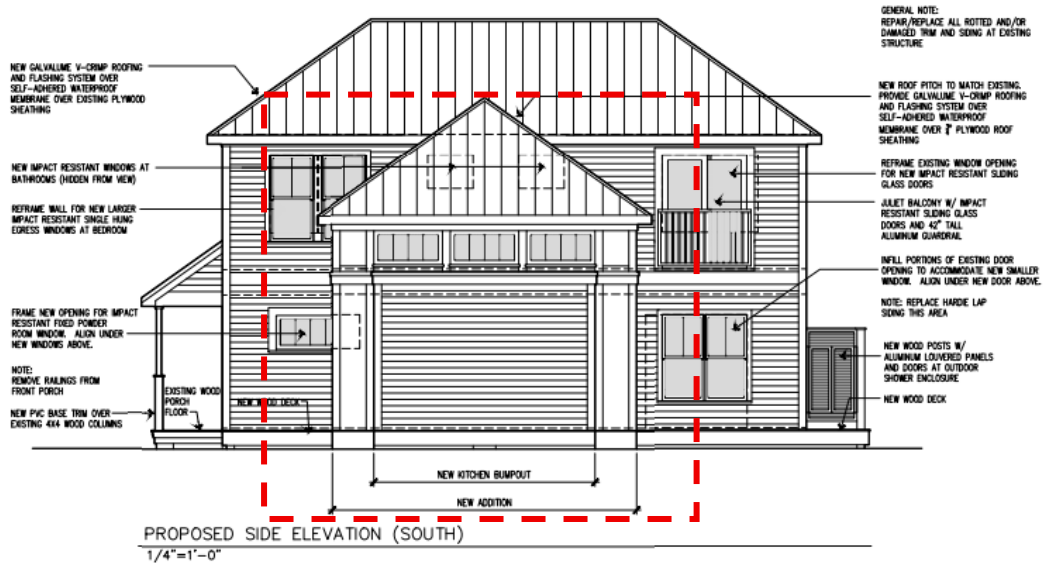 GENERAL NOTE:
REPAIR/REPLACE ALL ROTTED AND/OR
DAMAGED TRIM AND SIDING AT EXISTING
STRUCTURE
NEW GALVALUME V-CRIMP ROOFING
AND FLASHING SYSTEM OVER
SELF-ADHERED WATERPROOF
MEMBRANE OVER EXISTING PLYWOOD
SHEATHING
NEW IMPACT RESISTANT WINDOWS AT
BATHROOMS (HIDDEN FROM VIEW)
REFRAME WALL FOR NEW LARGER
IMPACT RESISTANT SINGLE HUNG
EGRESS WINDOWS AT BEDROOM
FRAME NEW OPENING FOR IMPACT
RESISTANT FIXED POWDER
ROOM WINDOW. ALIGN UNDER
NEW WINDOWS ABOVE.
NOTE:
REMOVE RAILINGS FROM
FRONT PORCH
NEW PVC BASE TRIM OVER
EXISTING 4X4 WOOD COLUMNS
EXISTING WOOD
PORCH
FLOOR
NEW WOOD DECK
NEW ROOF PITCH TO MATCH EXISTING.
PROVIDE GALVALUME V-CRIMP ROOFING
AND FLASHING SYSTEM OVER
SELF-ADHERED WATERPROOF
MEMBRANE OVER PLYWOOD ROOF
SHEATHING
REFRAME EXISTING WINDOW OPENING
FOR NEW IMPACT RESISTANT SLIDING
GLASS DOORS
JULIET BALCONY W/ IMPACT
RESISTANT SLIDING GLASS
DOORS AND 42" TALL
ALUMINUM GUARDRAIL
INFILL PORTIONS OF EXISTING DOOR
OPENING TO ACCOMMODATE NEW SMALLER
WINDOW. ALIGN UNDER NEW DOOR ABOVE.
NOTE: REPLACE HARDIE LAP
SIDING THIS AREA
NEW WOOD POSTS W/
ALUMINUM LOUVERED PANELS
AND DOORS AT OUTDOOR
SHOWER ENCLOSURE
NEW WOOD DECK
NEW KITCHEN BUMPOUT
NEW ADDITION
PROPOSED SIDE ELEVATION (SOUTH)
1/4"=1'-0"